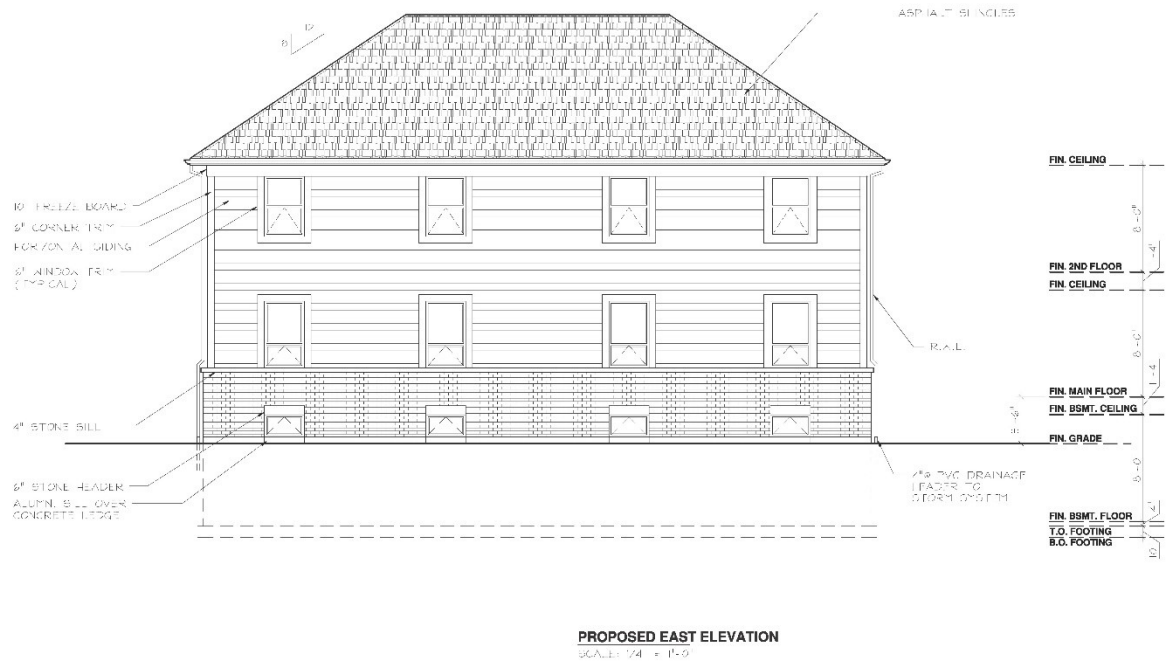 ASPHALT SHINGLES
12
8
FIN. CEILING
10" FREEZE BOARD
6" CORNER TRIM
HORIZONTAL SIDING
6" WINDOW TRIM
(TYPICAL)
8'-0"
FIN. 2ND FLOOR
FIN. CEILING
R.W.L.
8'-0"
FIN. MAIN FLOOR
FIN. BSMT. CEILING
4" STONE SILL
FIN. GRADE
6" STONE HEADER
ALUMN. SILL OVER
CONCRETE LEDGE
PVC DRAINAGE
LEADER TO
STORM SYSTEM
8'-0"
FIN. BSMT. FLOOR
T.O. FOOTING
B.O. FOOTING
10"
PROPOSED EAST ELEVATION
SCALE: 1/4" = 1'-0"